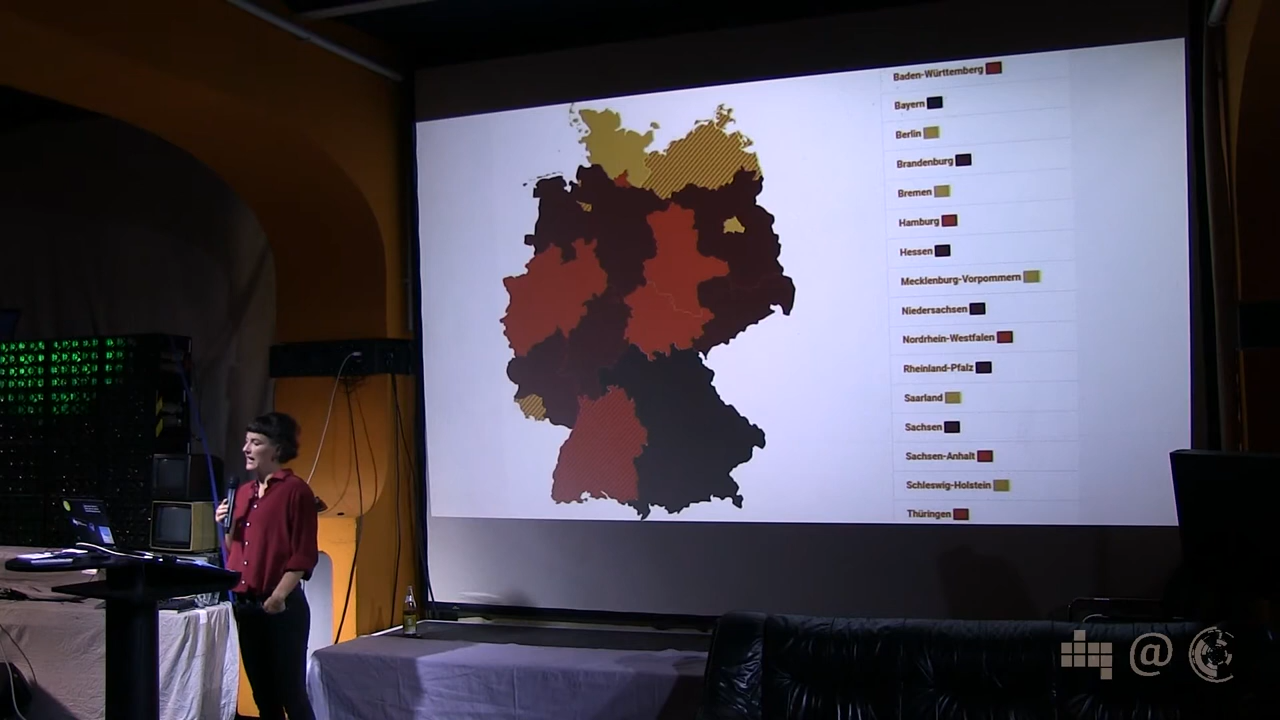 Baden-Württemberg
Bayern
Berlin
Brandenburg
Bremen
Hamburg
Hessen
Mecklenburg-Vorpommern
Niedersachsen
Nordrhein-Westfalen
Rheinland-Pfalz
Saarland
Sachsen
Sachsen-Anhalt
Schleswig-Holstein
Thüringen
@